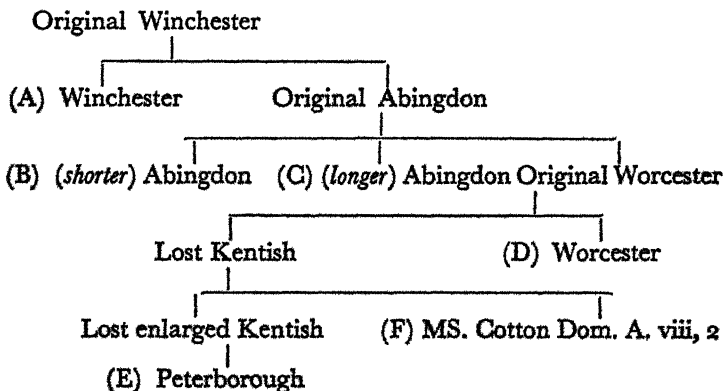 Original Winchester
(A) Winchester Original Abingdon
(B) (shorter) Abingdon (C) (longer) Abingdon Original Worcester
Lost Kentish (D) Worcester
Lost enlarged Kentish (F) MS. Cotton Dom. A. viii, 2
(E) Peterborough